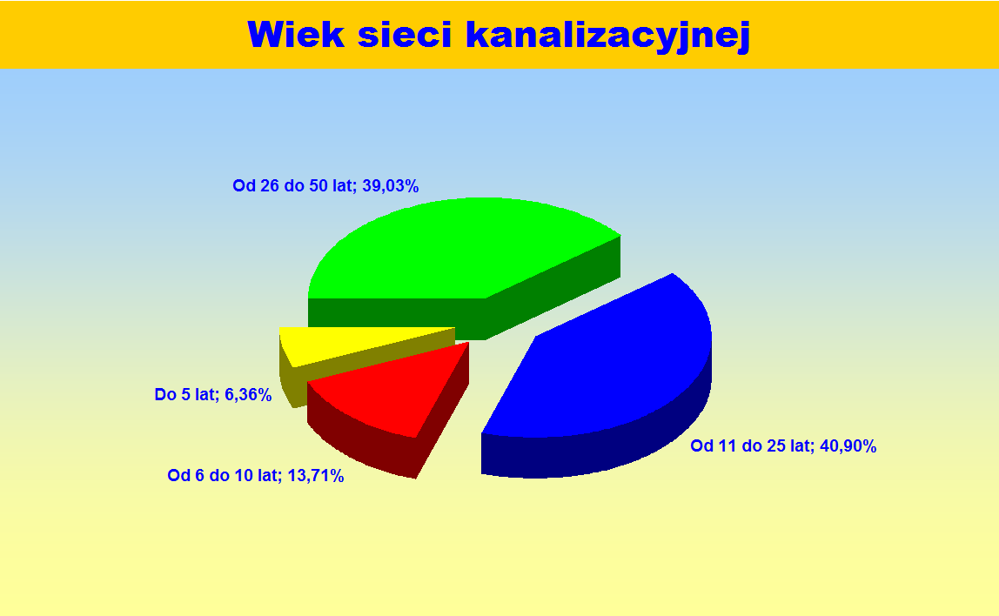 Wiek sieci kanalizacyjnej
Od 26 do 50 lat; 39,03%
Do 5 lat; 6,36%
Od 11 do 25 lat; 40,90%
Od 6 do 10 lat; 13,71%